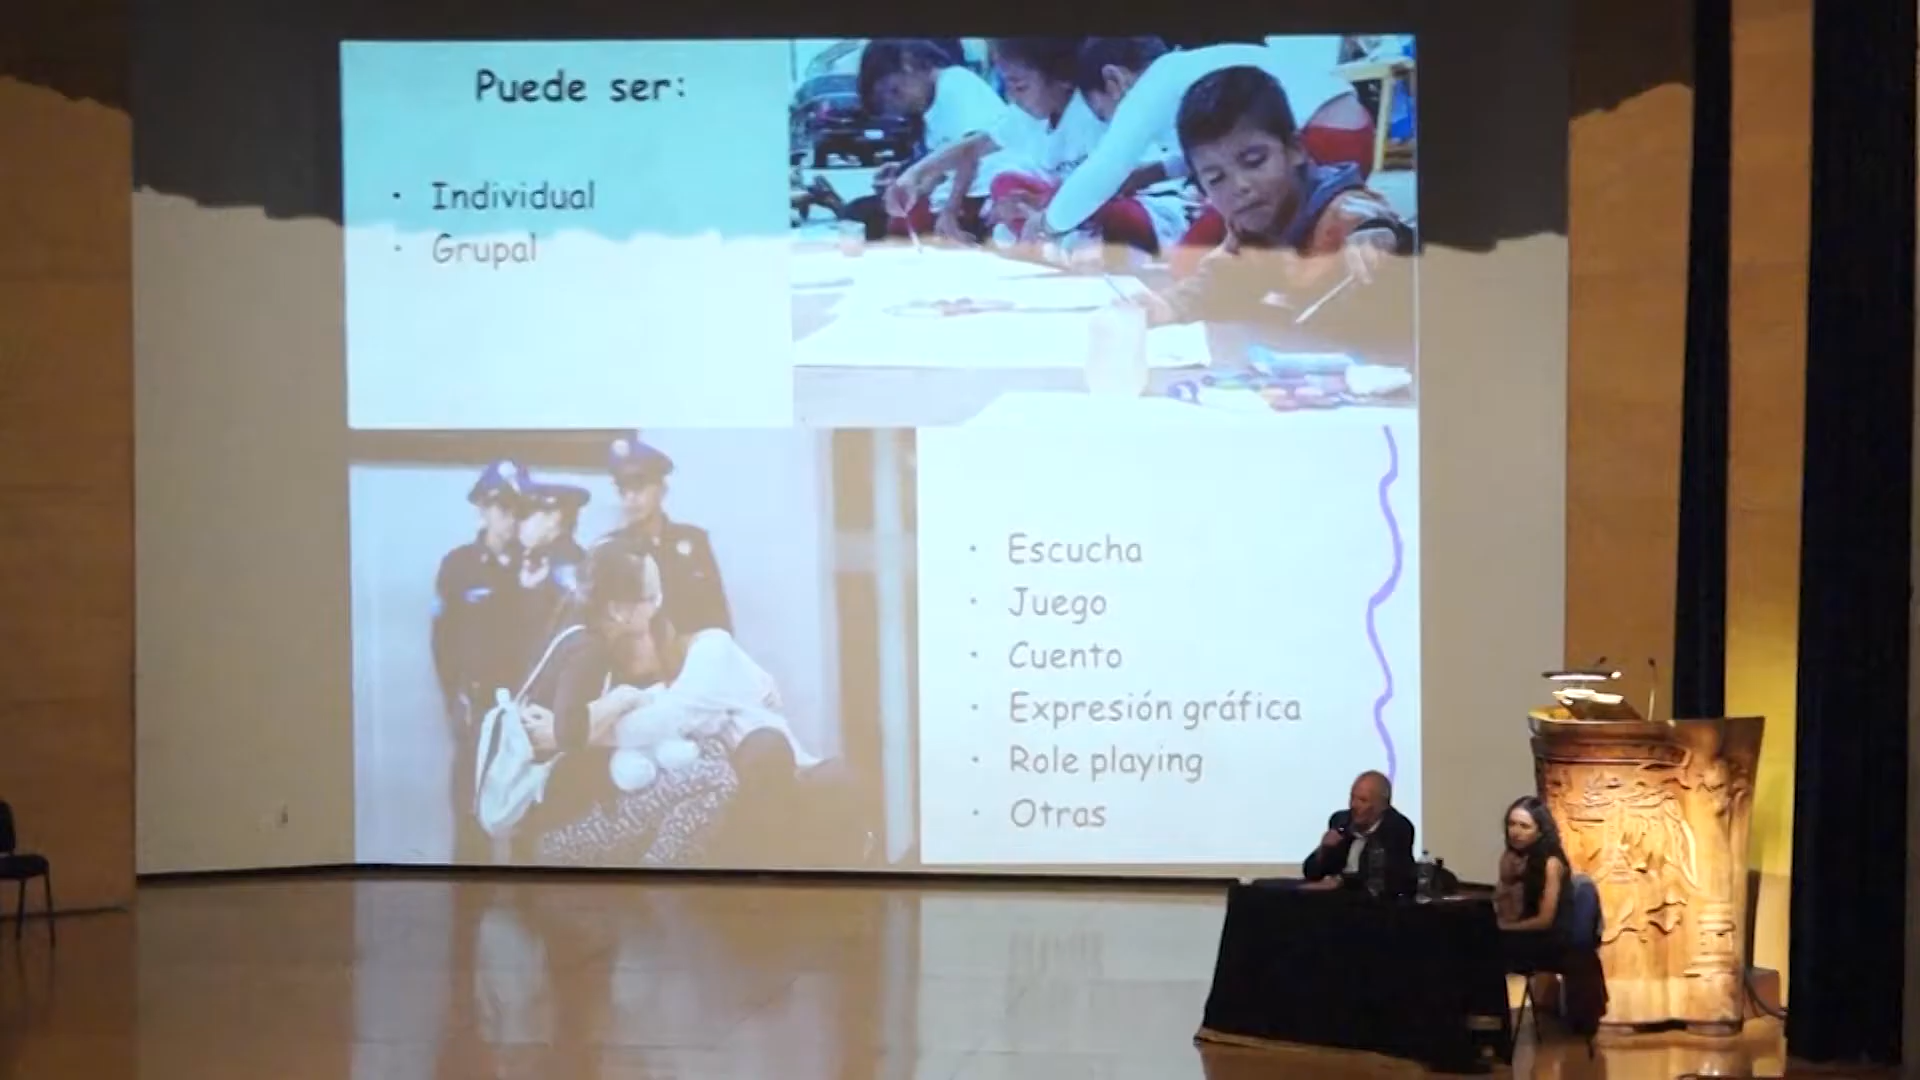 Puede ser:
· Individual
· Grupal
· Escucha
· Juego
· Cuento
· Expresión gráfica
· Role playing
· Otras